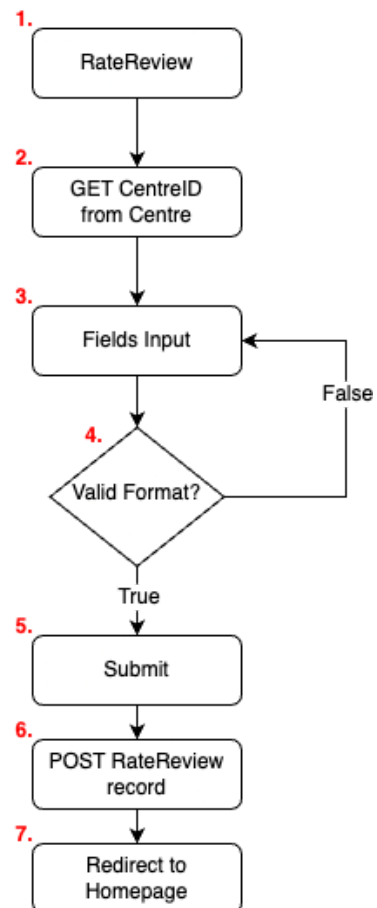 1.
RateReview
2.
GET CentreID
from Centre
3.
Fields Input
False
4.
Valid Format?
True
5.
Submit
6.
POST RateReview
record
7.
Redirect to
Homepage